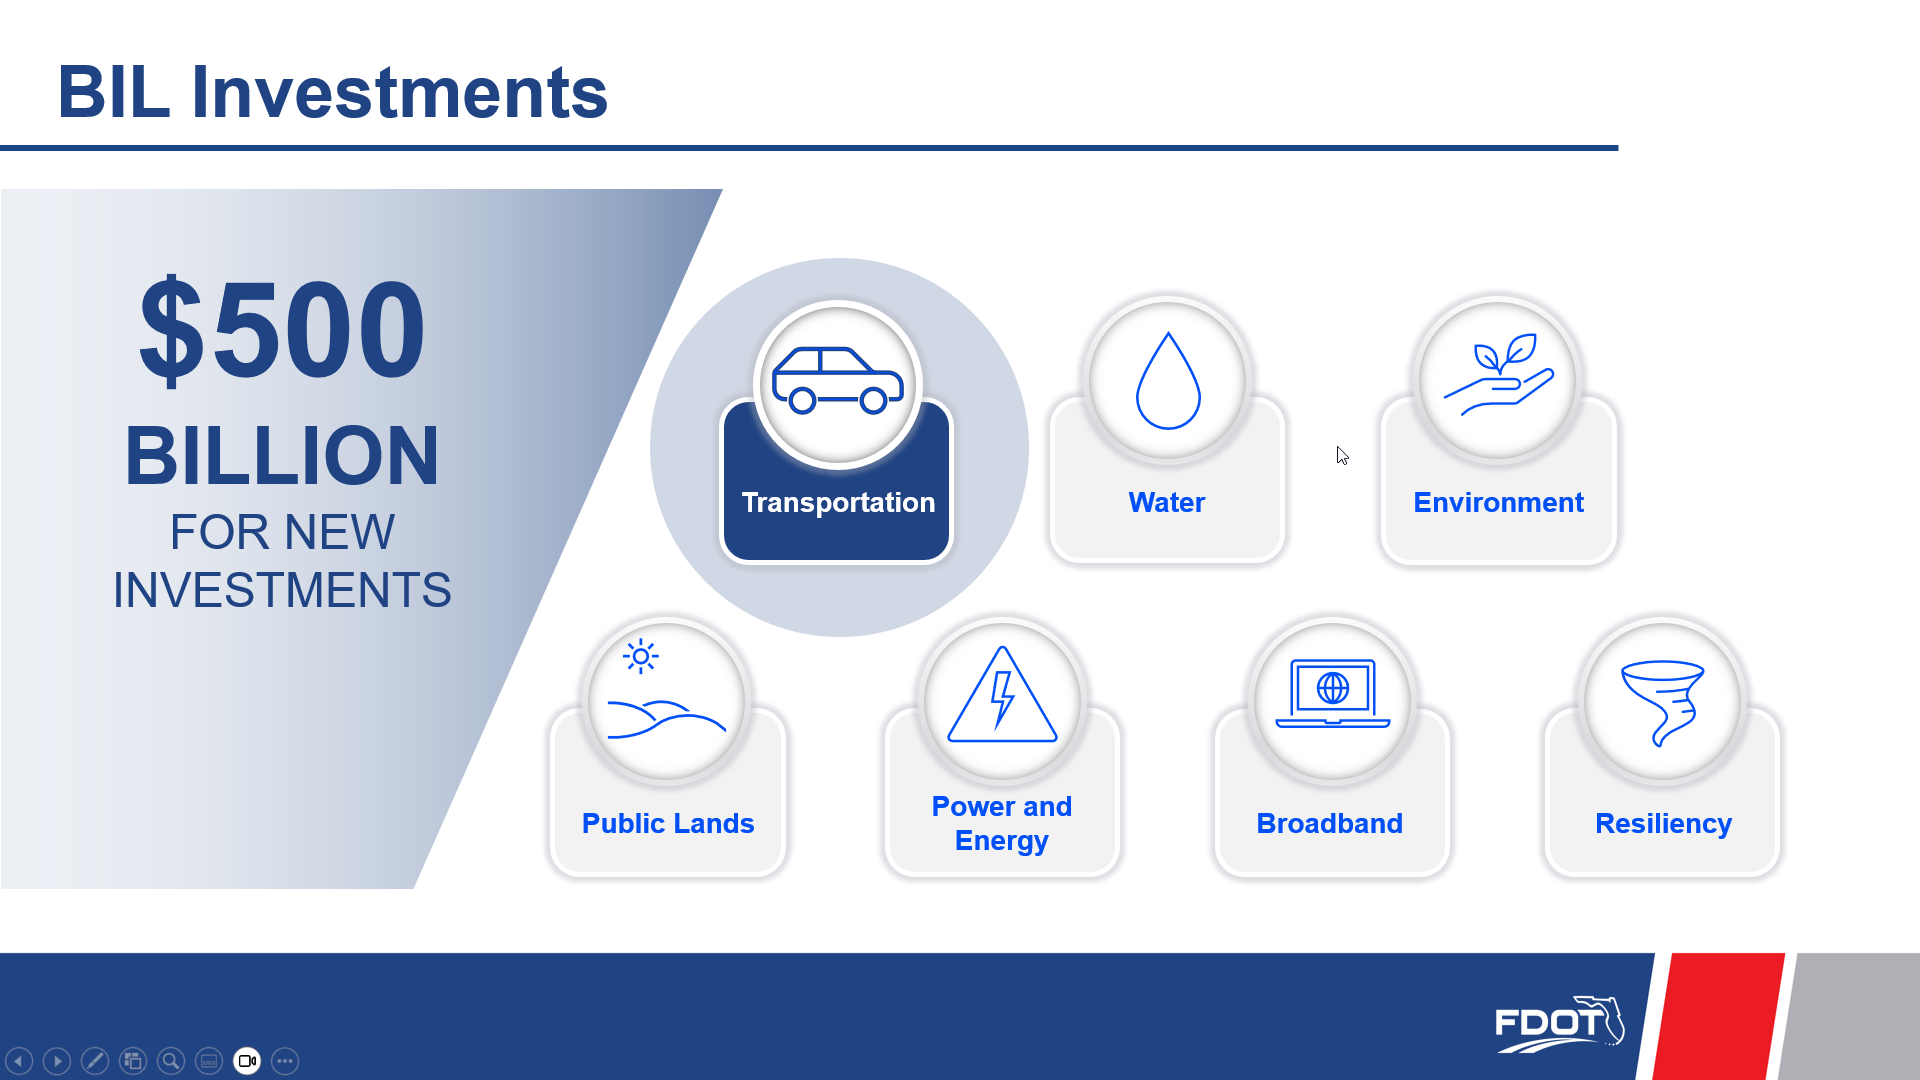 BIL Investments
$500
BILLION
FOR NEW
INVESTMENTS
Transportation
Water
Environment
Public Lands
Power and
Energy
Broadband
Resiliency
FDOT